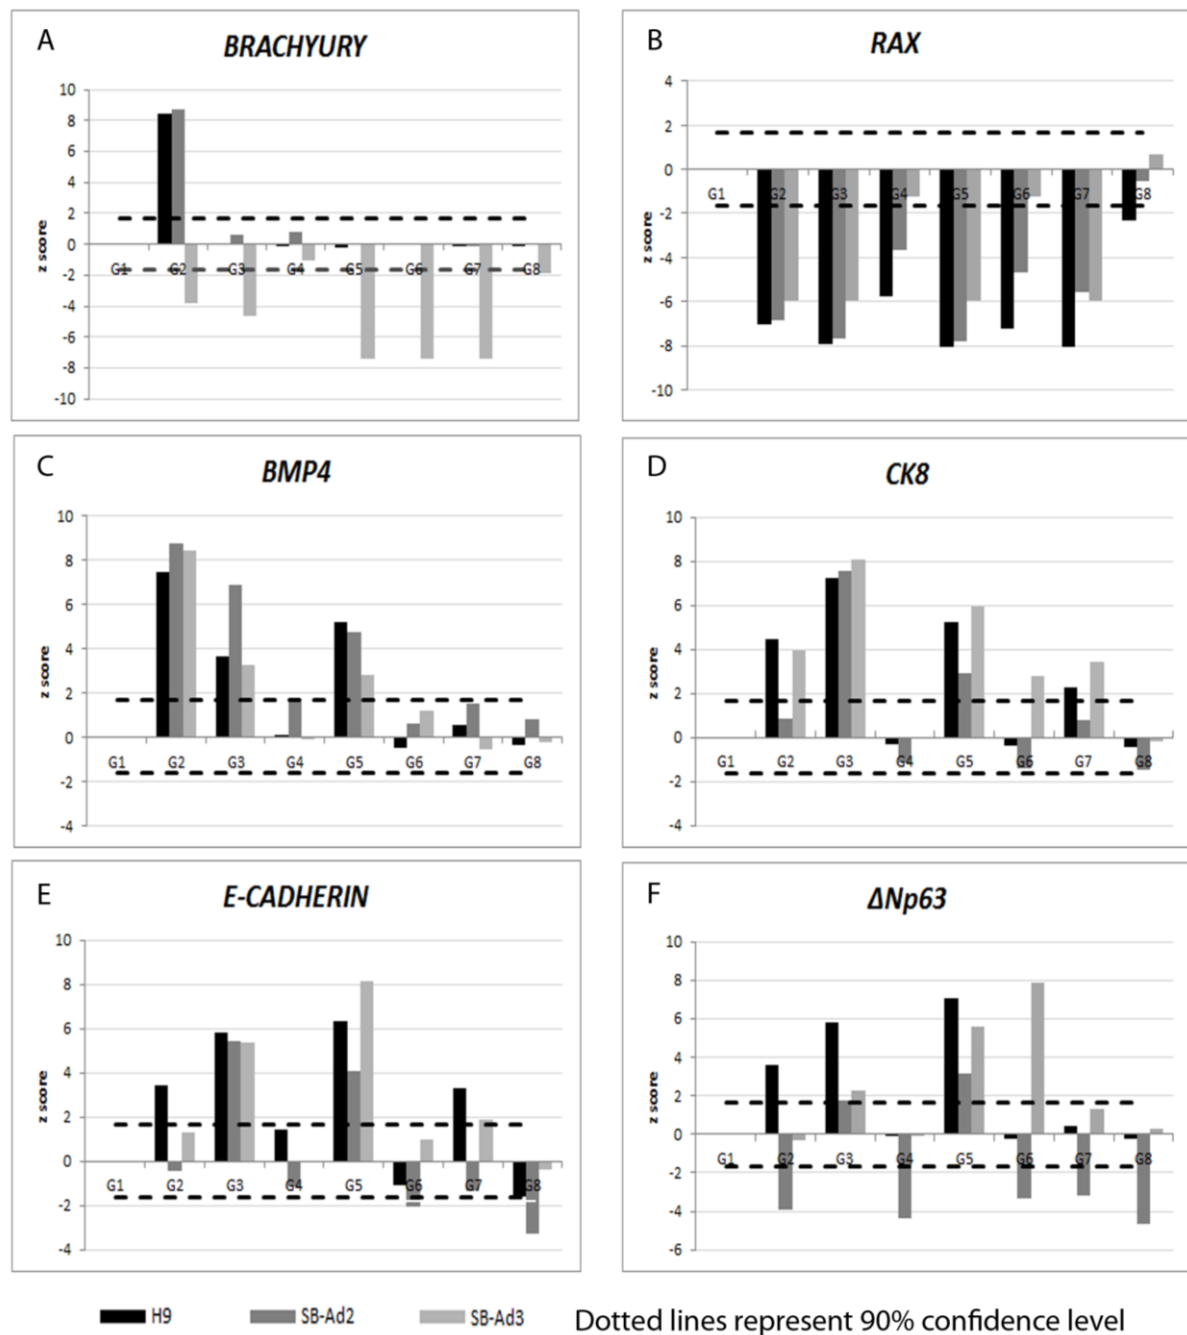 A
BRACHYURY
10
8
6
4
2
0
-2
-4
-6
-8
-10
z score
G1 G2 G3 G4 G5 G6 G7 G8
B
RAX
4
2
0
-2
-4
-6
-8
-10
z score
G1 G2 G3 G4 G5 G6 G7 G8
C
BMP4
10
8
6
4
2
0
-2
-4
z score
G1 G2 G3 G4 G5 G6 G7 G8
D
CK8
10
8
6
4
2
0
-2
-4
z score
G1 G2 G3 G4 G5 G6 G7 G8
E
E-CADHERIN
10
8
6
4
2
0
-2
-4
z score
G1 G2 G3 G4 G5 G6 G7 G8
F
ΔNp63
10
8
6
4
2
0
-2
-4
-6
z score
G1 G2 G3 G4 G5 G6 G7 G8
H9 SB-Ad2 SB-Ad3 Dotted lines represent 90% confidence level